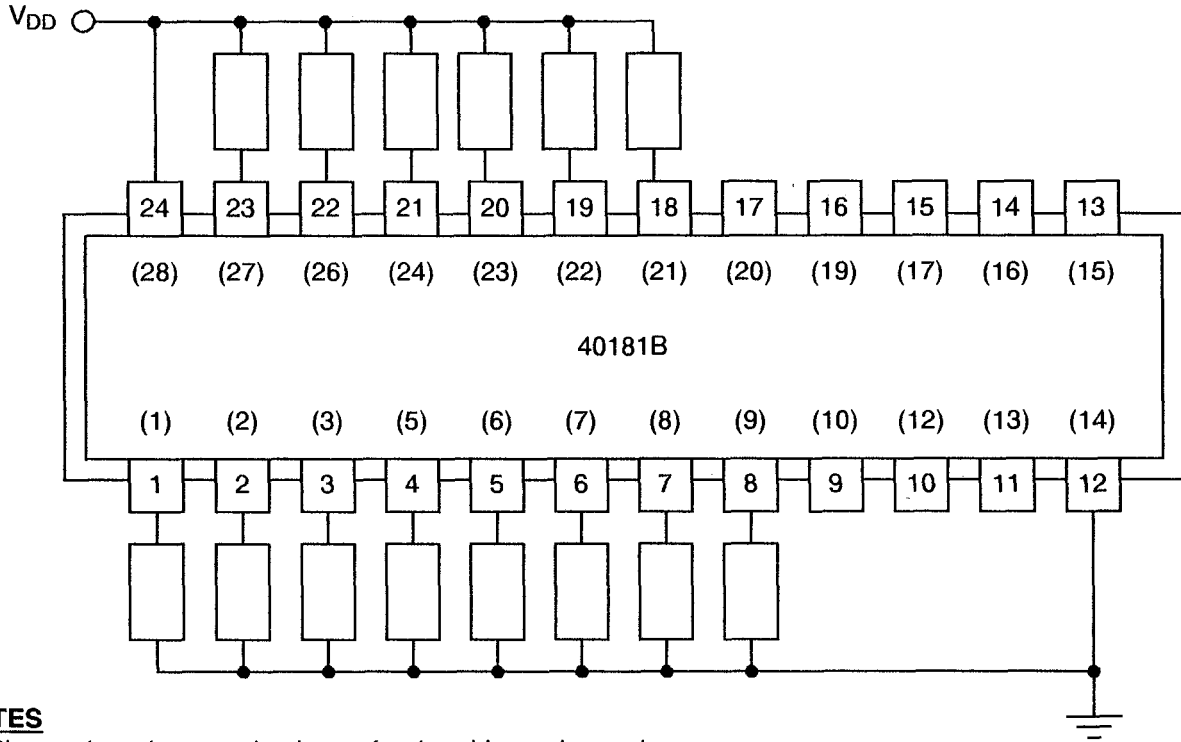 VDD
24 23 22 21 20 19 18 17 16 15 14 13
(28) (27) (26) (24) (23) (22) (21) (20) (19) (17) (16) (15)
40181B
(1) (2) (3) (5) (6) (7) (8) (9) (10) (12) (13) (14)
1 2 3 4 5 6 7 8 9 10 11 12
TES